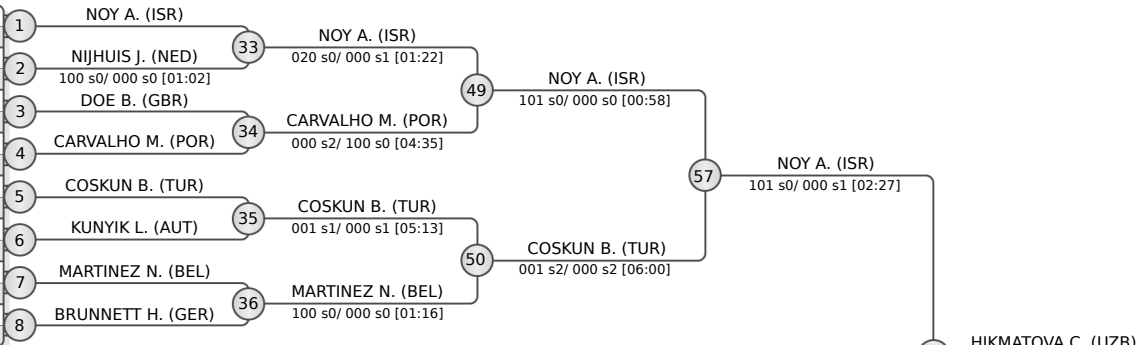 1
NOY A. (ISR)
2
NIJHUIS J. (NED)
100 s0/ 000 s0 [01:02]
3
DOE B. (GBR)
4
CARVALHO M. (POR)
5
COSKUN B. (TUR)
6
KUNYIK L. (AUT)
7
MARTINEZ N. (BEL)
8
BRUNNETT H. (GER)
33
NOY A. (ISR)
020 s0/ 000 s1 [01:22]
34
CARVALHO M. (POR)
000 s2/ 100 s0 [04:35]
35
COSKUN B. (TUR)
001 s1/ 000 s1 [05:13]
36
MARTINEZ N. (BEL)
100 s0/ 000 s0 [01:16]
49
NOY A. (ISR)
101 s0/ 000 s0 [00:58]
50
COSKUN B. (TUR)
001 s2/ 000 s2 [06:00]
57
NOY A. (ISR)
101 s0/ 000 s1 [02:27]
HIKMATOVA C. (UZB)